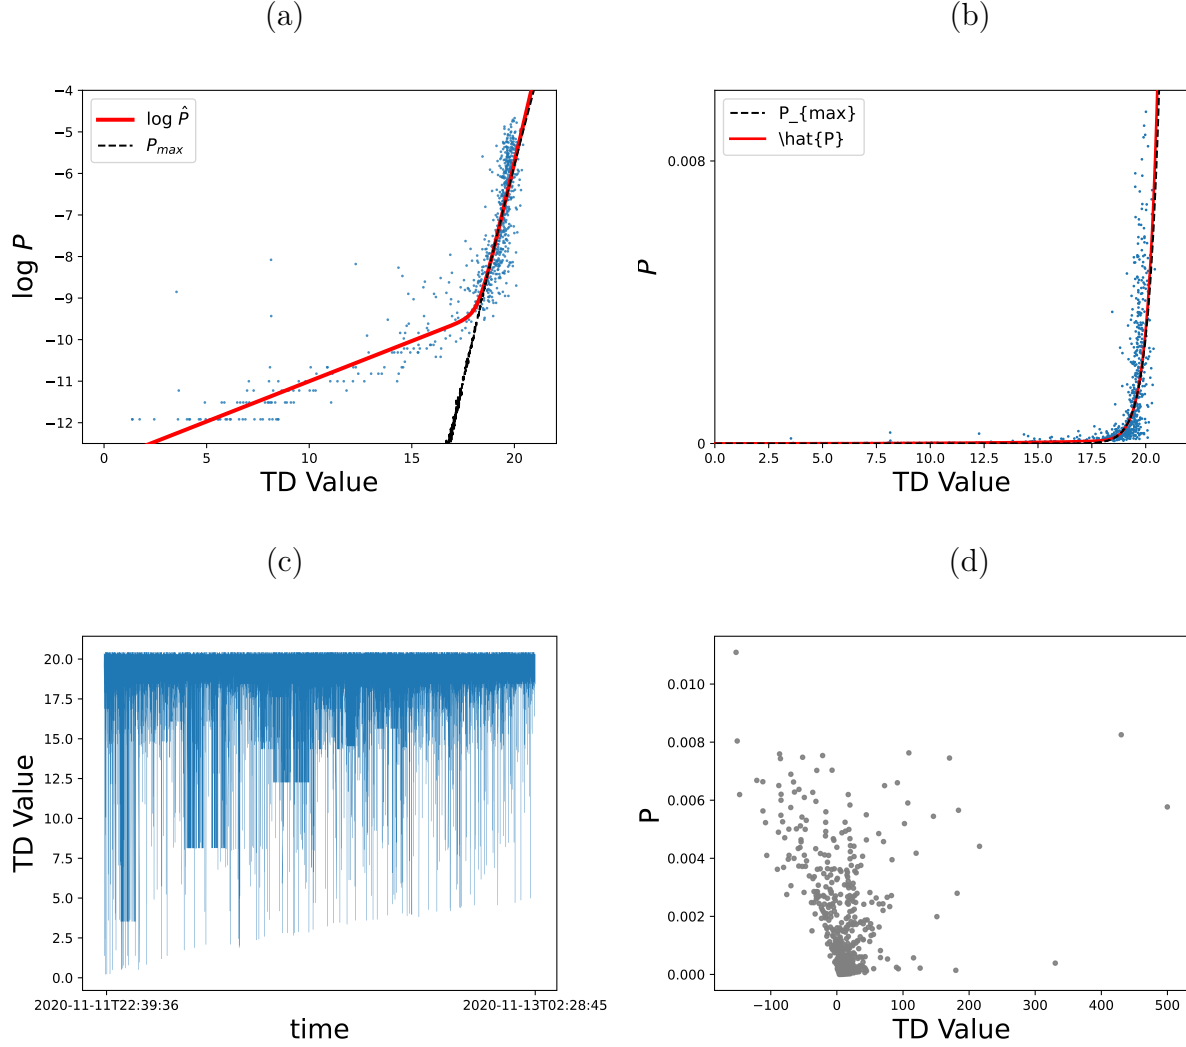 (a)
(b)
log P̂
P_max
log P
−4
−5
−6
−7
−8
−9
−10
−11
−12
0
5
10
15
20
TD Value
P_{max}
\hat{P}
P
0.008
0
0.0
2.5
5.0
7.5
10.0
12.5
15.0
17.5
20.0
TD Value
(c)
(d)
TD Value
20.0
17.5
15.0
12.5
10.0
7.5
5.0
2.5
0.0
2020-11-11T22:39:36
2020-11-13T02:28:45
time
P
0.010
0.008
0.006
0.004
0.002
0.000
−100
0
100
200
300
400
500
TD Value